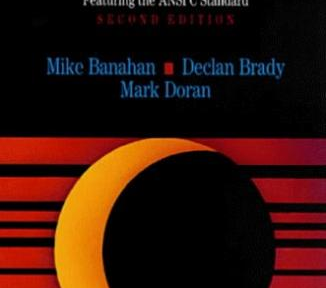 Featuring the ANSI C Standard
SECOND EDITION
Mike Banahan ■ Declan Brady
Mark Doran